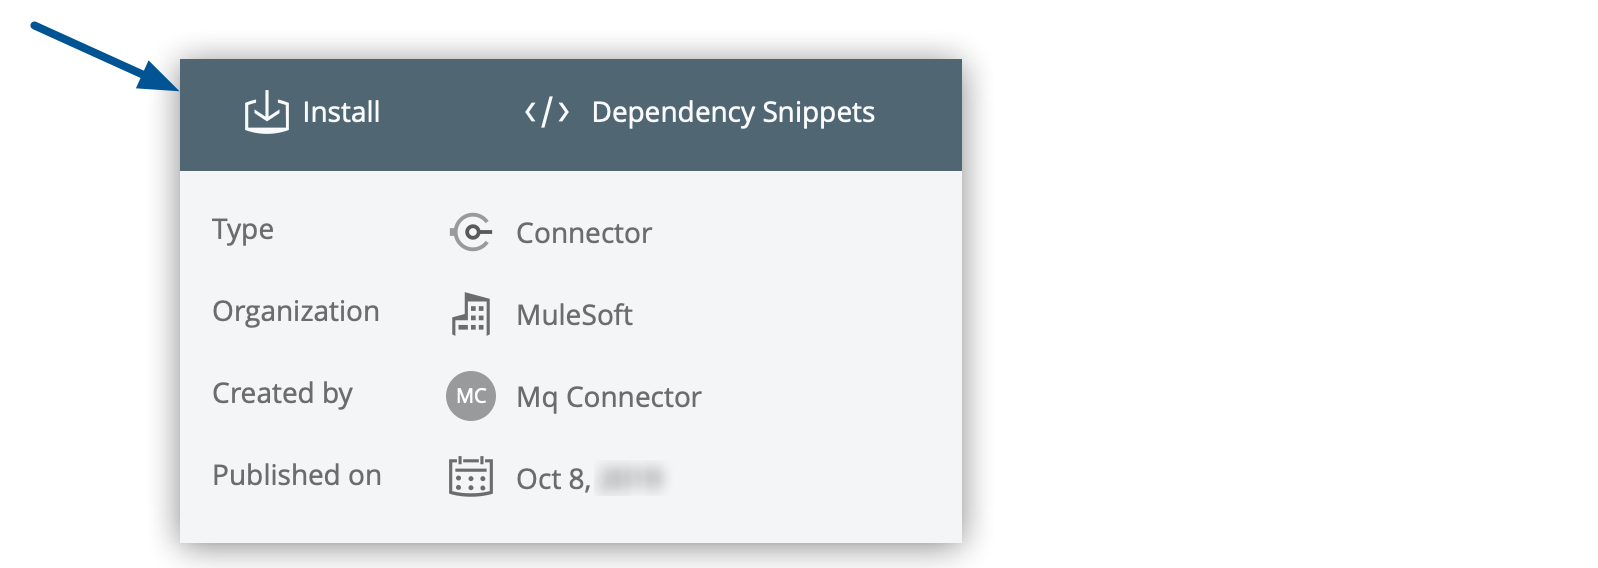 Install </> Dependency Snippets
Type Connector
Organization MuleSoft
Created by MC Mq Connector
Published on Oct 8,